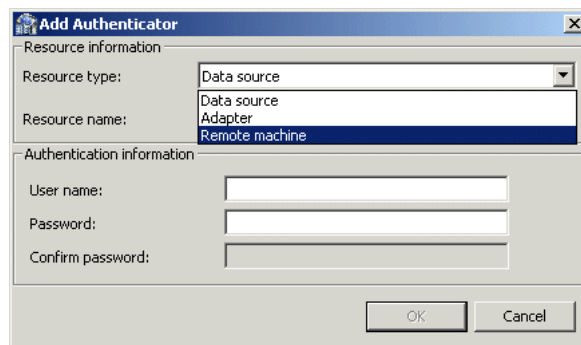 Add Authenticator
Resource information
Resource type: Data source
Data source
Resource name: Adapter
Remote machine
Authentication information
User name:
Password:
Confirm password:
OK Cancel